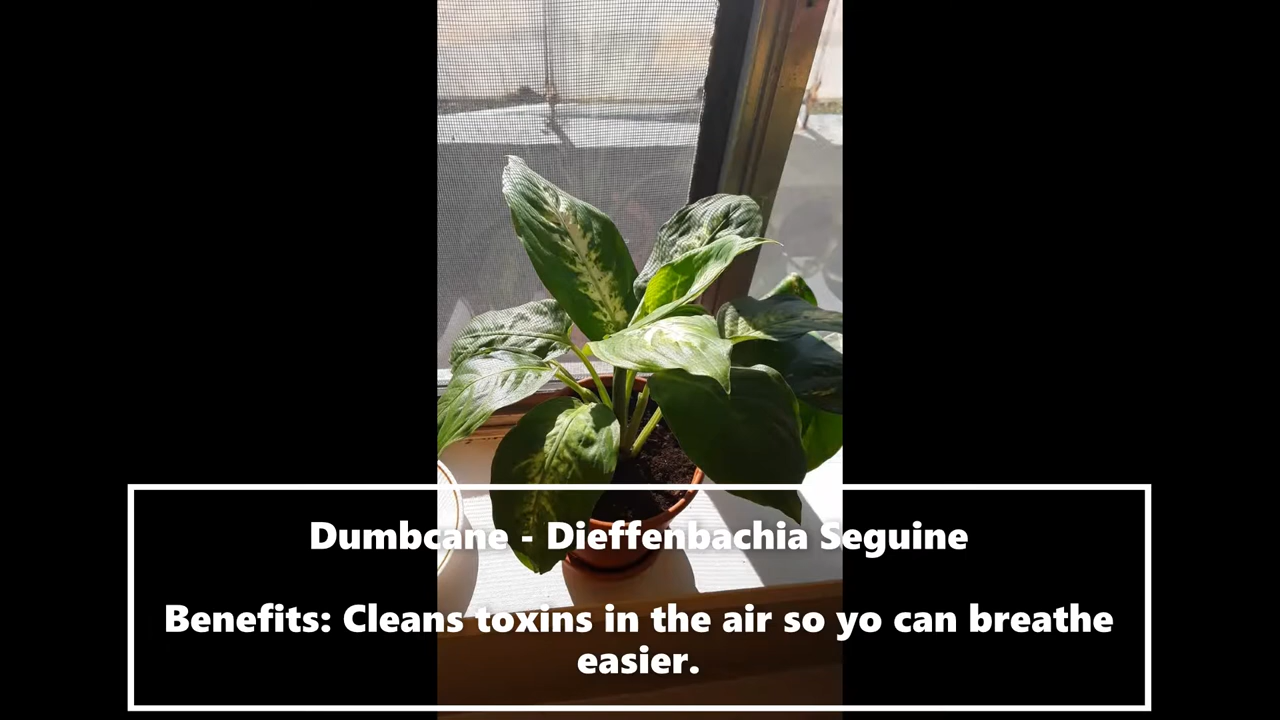 Dumbcane - Dieffenbachia Seguine
Benefits: Cleans toxins in the air so yo can breathe
easier.